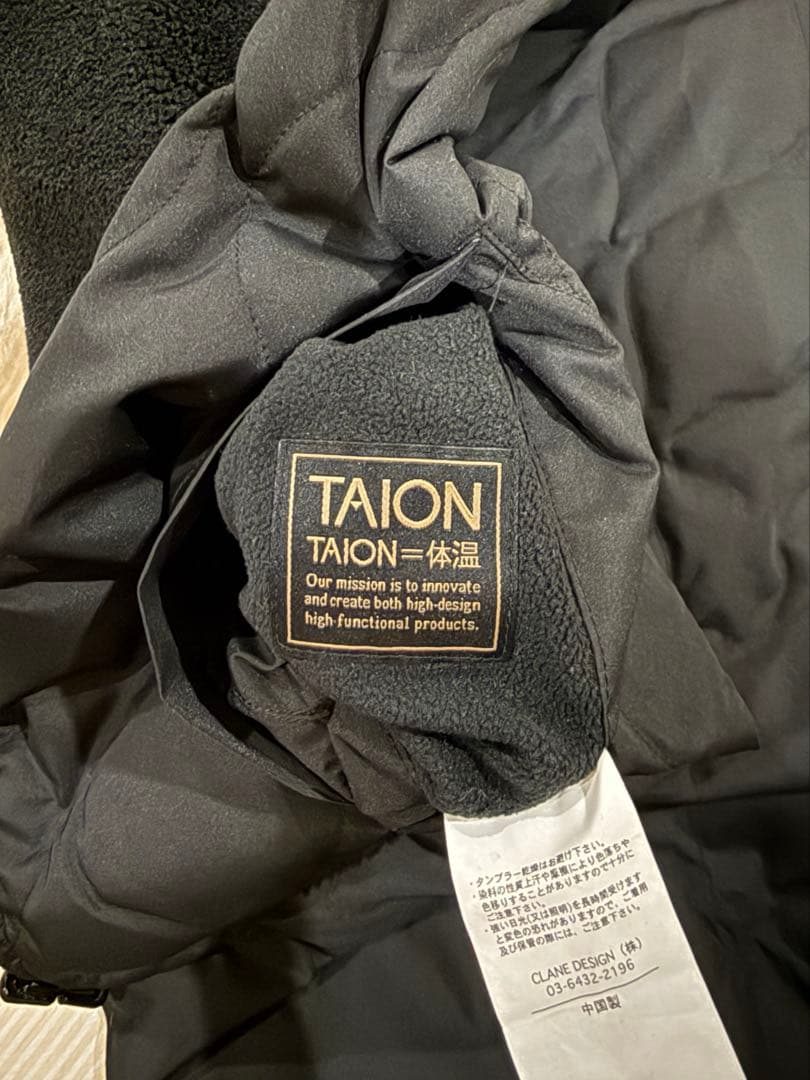 TAION
TAION=体温
Our mission is to innovate
and create both high-design
high-functional products.
・タンブラー乾燥はお避け下さい。
・染料の性質上汗や摩擦により色落ちや
色移りすることがありますので十分に
ご注意下さい。
・強い日光(又は照明)を長時間受けます
と変色の恐れがありますので、ご着用
及び保管の際には、ご注意下さい。
CLANE DESIGN (株)
03-6432-2196
中国製